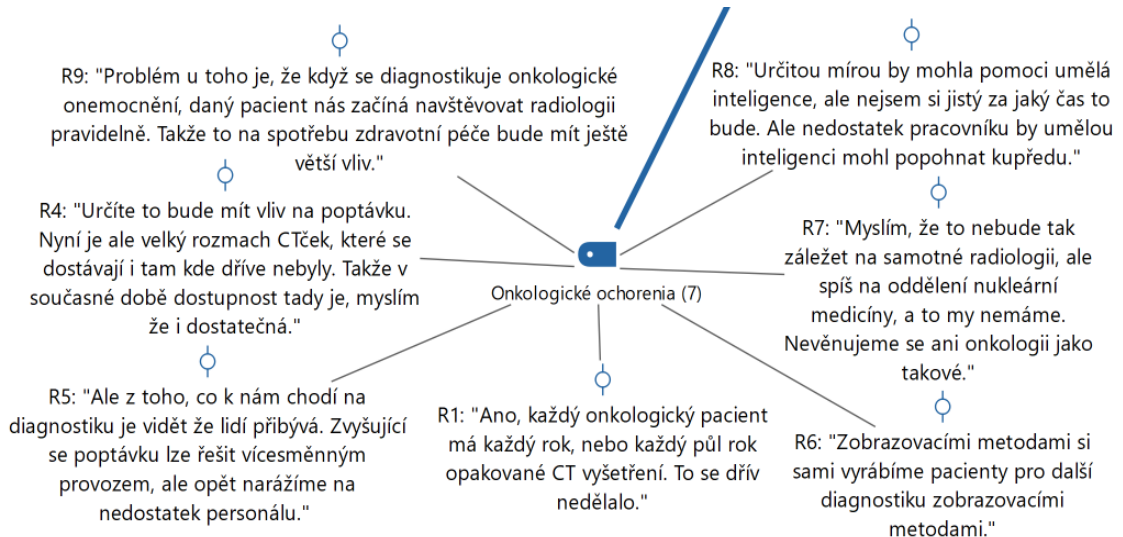 R9: "Problém u toho je, že když se diagnostikuje onkologické
onemocnění, daný pacient nás začíná navštěvovat radiologii
pravidelně. Takže to na spotřebu zdravotní péče bude mít ještě
větší vliv."
R8: "Určitou mírou by mohla pomoci umělá
inteligence, ale nejsem si jistý za jaký čas to
bude. Ale nedostatek pracovníku by umělou
inteligenci mohl popohnat kupředu."
R4: "Určíte to bude mít vliv na poptávku.
Nyní je ale velký rozmach CTček, které se
dostávají i tam kde dříve nebyly. Takže v
současné době dostupnost tady je, myslím
že i dostatečná."
R7: "Myslím, že to nebude tak
záležet na samotné radiologii, ale
spíš na oddělení nukleární
medicíny, a to my nemáme.
Nevěnujeme se ani onkologii jako
takové."
Onkologické ochorenia (7)
R5: "Ale z toho, co k nám chodí na
diagnostiku je vidět že lidí přibývá. Zvyšující
se poptávku lze řešit vícesměnným
provozem, ale opět narážíme na
nedostatek personálu."
R1: "Ano, každý onkologický pacient
má každý rok, nebo každý půl rok
opakované CT vyšetření. To se dřív
nedělalo."
R6: "Zobrazovacími metodami si
sami vyrábíme pacienty pro další
diagnostiku zobrazovacími
metodami."